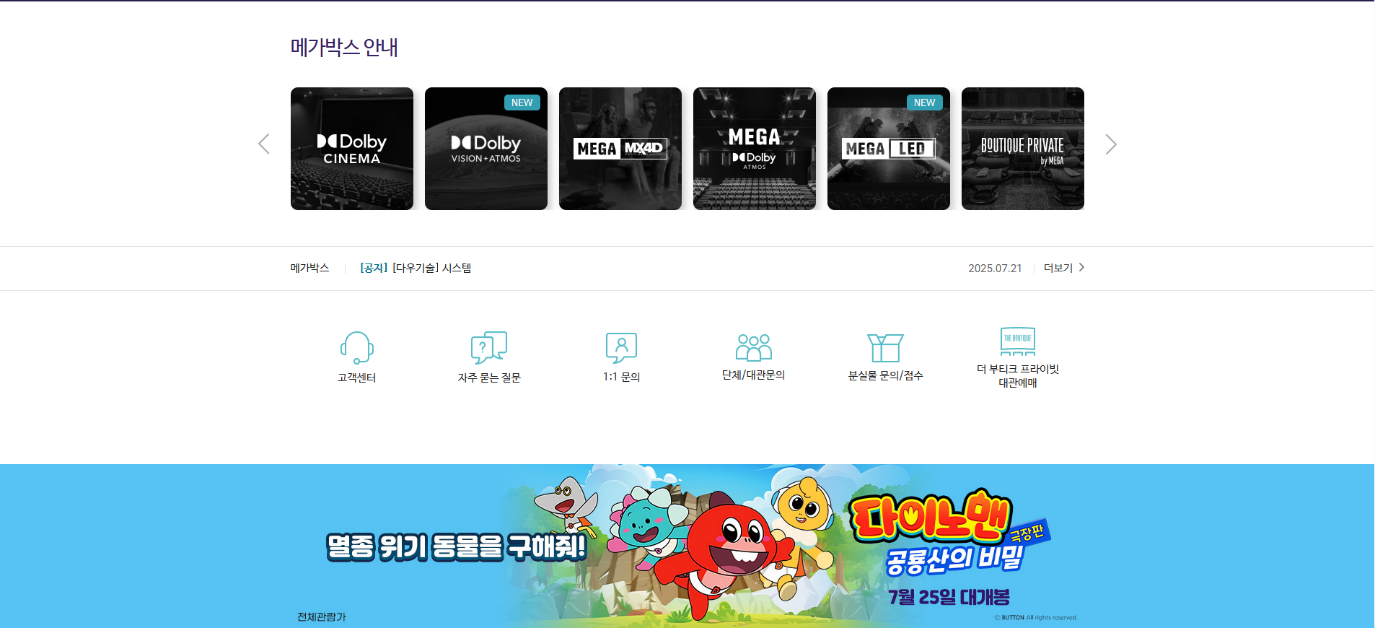 메가박스 안내
Dolby
CINEMA
NEW
Dolby
VISION+ATMOS
MEGA MX4D
MEGA
Dolby
ATMOS
NEW
MEGA LED
BOUTIQUE PRIVATE
by MEGA
메가박스
[공지] [다우기술] 시스템
2025.07.21
더보기
고객센터
자주 묻는 질문
1:1 문의
단체/대관문의
분실물 문의/접수
THE BOUTIQUE
더 부티크 프라이빗
대관예매
멸종 위기 동물을 구해줘!
다이노맨
극장판
공룡산의 비밀
7월 25일 대개봉
전체관람가
© BUTTON All rights reserved.